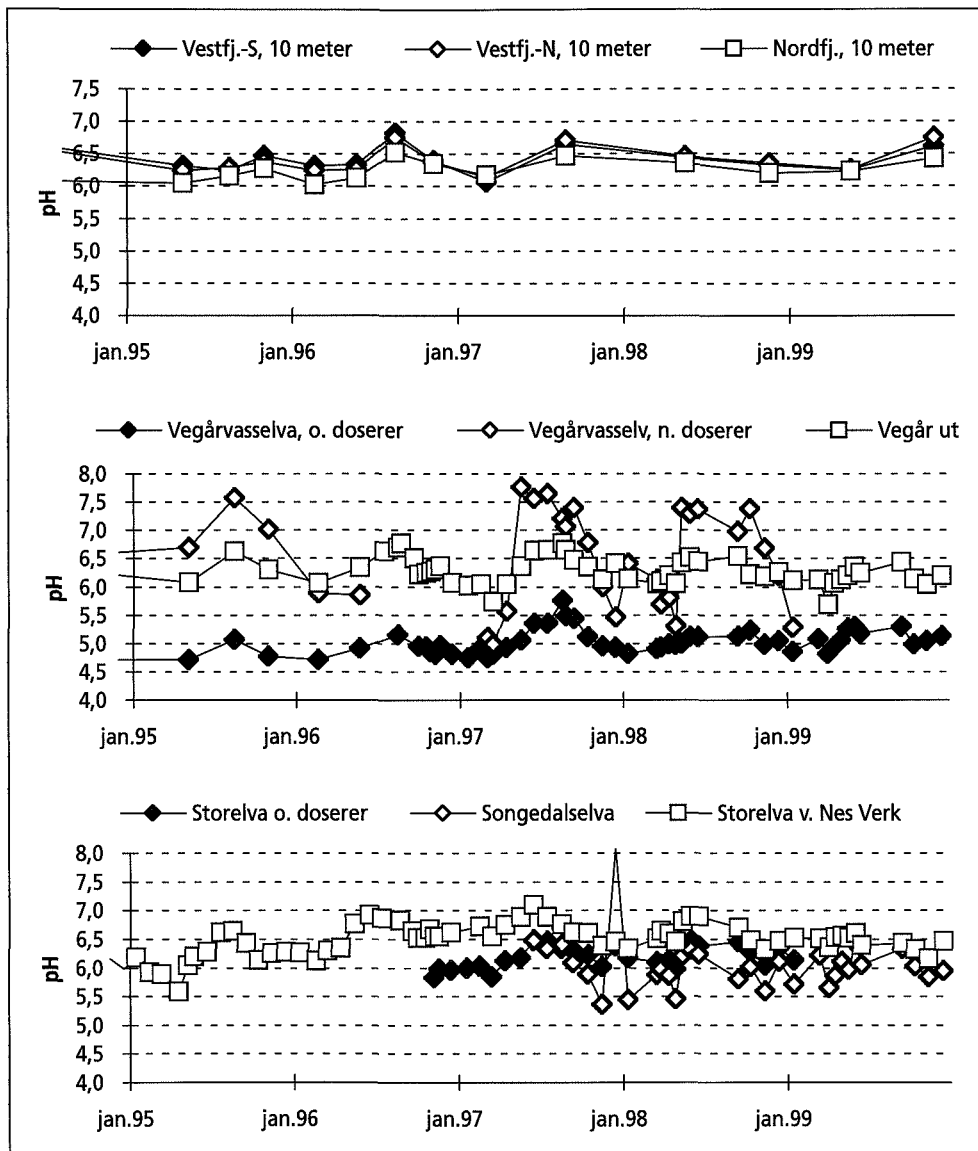 Vestfj.-S, 10 meter Vestfj.-N, 10 meter Nordfj., 10 meter
7,5
7,0
6,5
6,0
5,5
5,0
4,5
4,0
pH
jan.95 jan.96 jan.97 jan.98 jan.99
Vegårvasselva, o. doserer Vegårvasselv, n. doserer Vegår ut
8,0
7,5
7,0
6,5
6,0
5,5
5,0
4,5
4,0
pH
jan.95 jan.96 jan.97 jan.98 jan.99
Storelva o. doserer Songedalselva Storelva v. Nes Verk
8,0
7,5
7,0
6,5
6,0
5,5
5,0
4,5
4,0
pH
jan.95 jan.96 jan.97 jan.98 jan.99